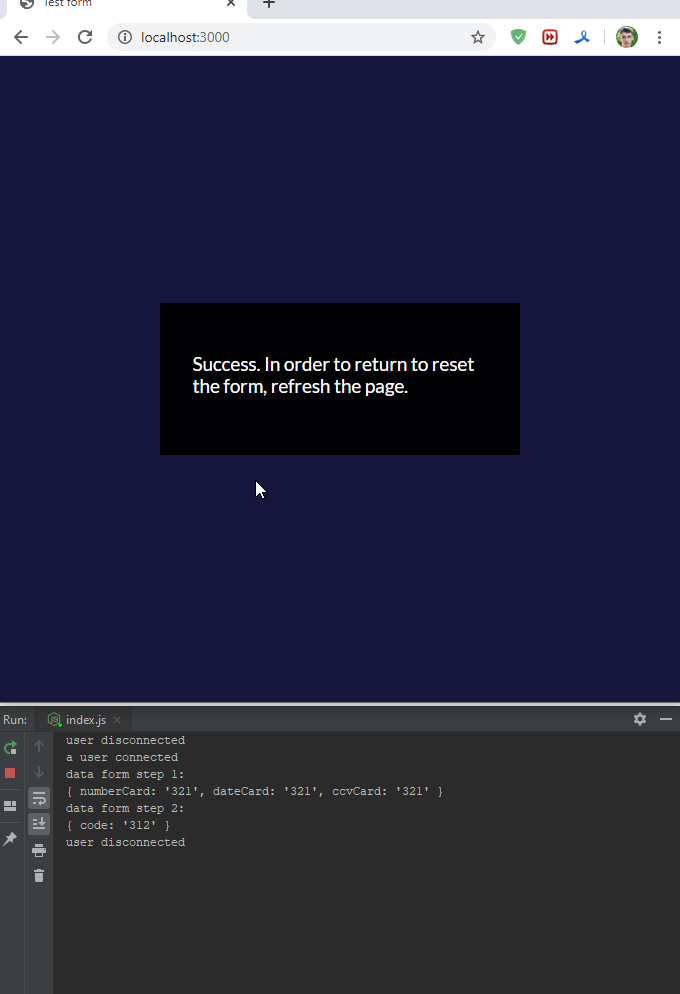 Test form
localhost:3000
Success. In order to return to reset
the form, refresh the page.
Run:
index.js
user disconnected
a user connected
data form step 1:
{ numberCard: '321', dateCard: '321', ccvCard: '321' }
data form step 2:
{ code: '312' }
user disconnected